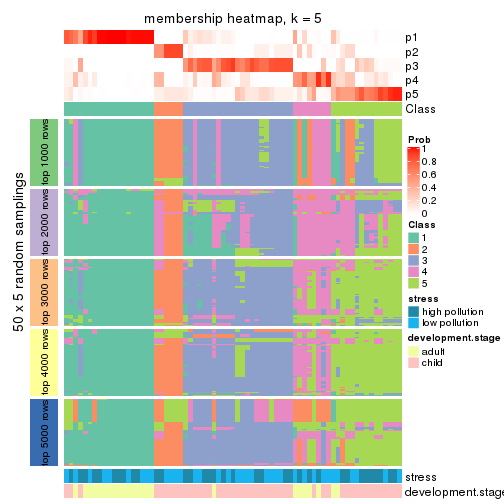 membership heatmap, k = 5
p1
p2
p3
p4
p5
Class
50 x 5 random samplings
top 1000 rows
top 2000 rows
top 3000 rows
top 4000 rows
top 5000 rows
stress
development.stage
Prob
1
0.8
0.6
0.4
0.2
0
Class
1
2
3
4
5
stress
high pollution
low pollution
development.stage
adult
child